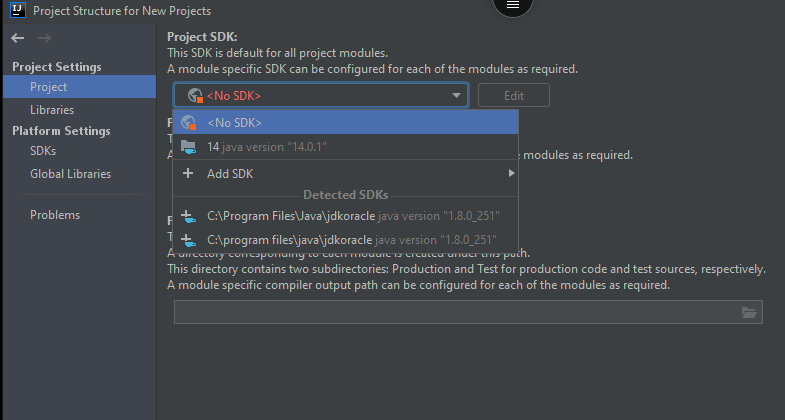 IJ Project Structure for New Projects
Project SDK:
This SDK is default for all project modules.
A module specific SDK can be configured for each of the modules as required.
Project Settings
Project
Libraries
Platform Settings
SDKs
Global Libraries
Problems
<No SDK>
Edit
<No SDK>
14 java version "14.0.1"
modules as required.
Add SDK
Detected SDKs
C:\Program Files\Java\jdkoracle java version "1.8.0_251"
C:\program files\java\jdkoracle java version "1.8.0_251"
A directory corresponding to each module is created under this path.
This directory contains two subdirectories: Production and Test for production code and test sources, respectively.
A module specific compiler output path can be configured for each of the modules as required.